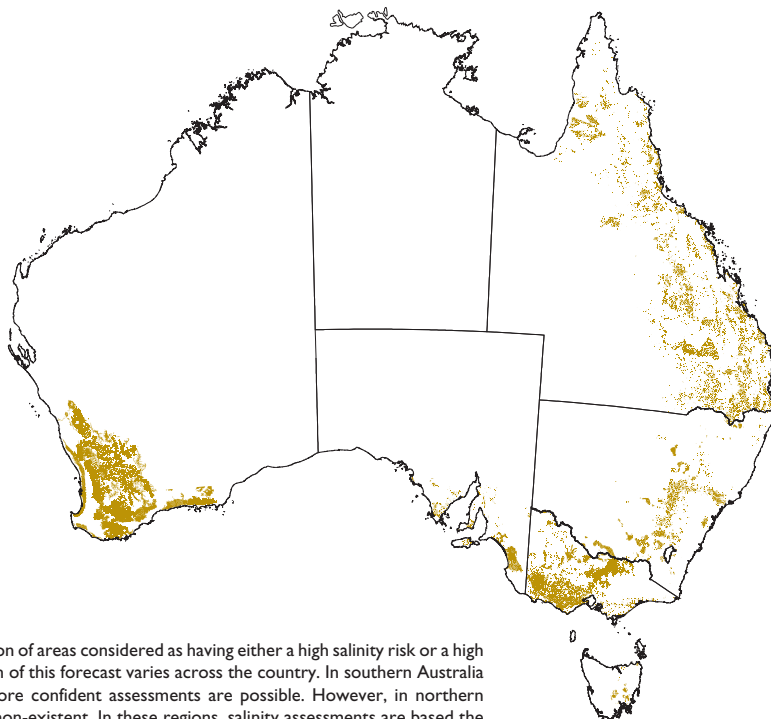 on of areas considered as having either a high salinity risk or a high
of this forecast varies across the country. In southern Australia
ore confident assessments are possible. However, in northern
non-existent. In these regions, salinity assessments are based the